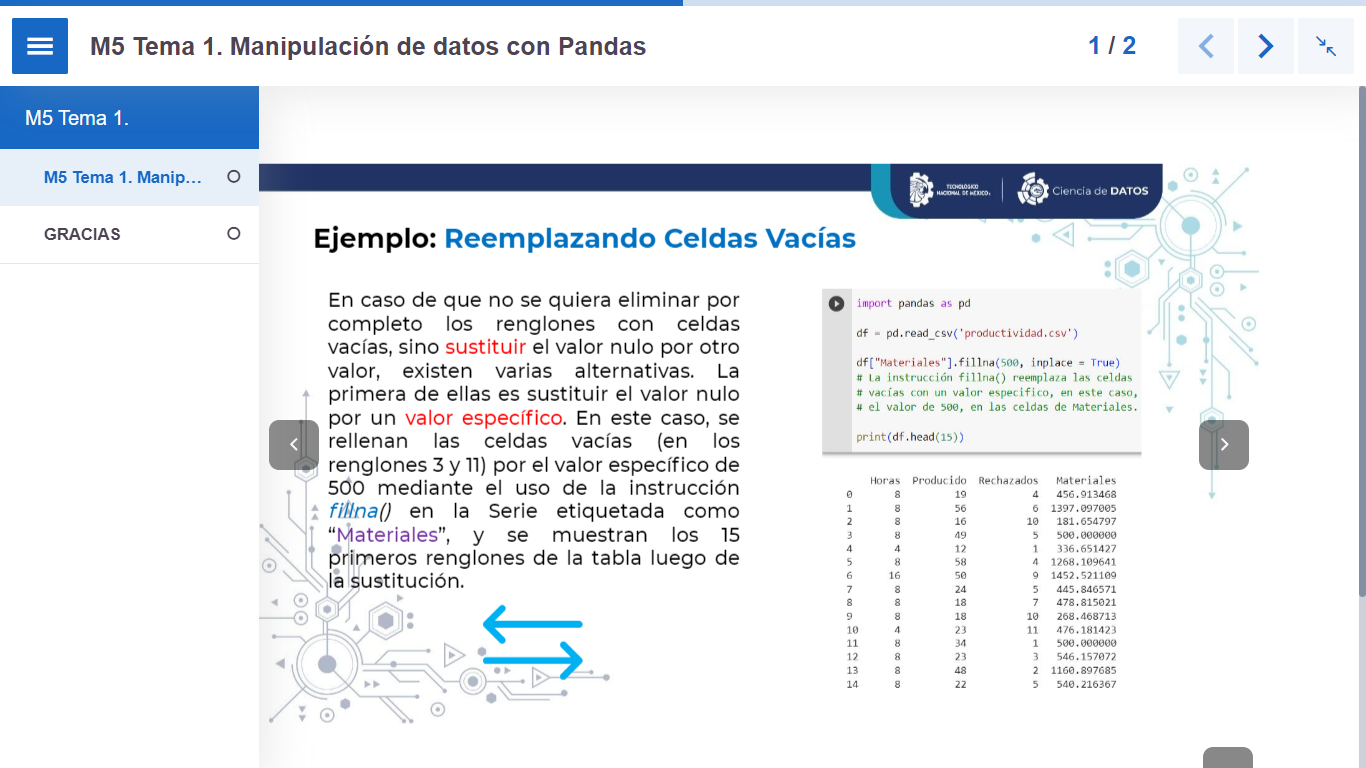 M5 Tema 1. Manipulación de datos con Pandas
1 / 2
M5 Tema 1.
M5 Tema 1. Manip...
GRACIAS
TECNOLÓGICO
NACIONAL DE MÉXICO
Ciencia de DATOS
Ejemplo: Reemplazando Celdas Vacías
En caso de que no se quiera eliminar por
completo los renglones con celdas
vacías, sino sustituir el valor nulo por otro
valor, existen varias alternativas. La
primera de ellas es sustituir el valor nulo
por un valor específico. En este caso, se
rellenan las celdas vacías (en los
renglones 3 y 11) por el valor específico de
500 mediante el uso de la instrucción
fillna() en la Serie etiquetada como
“Materiales”, y se muestran los 15
primeros renglones de la tabla luego de
la sustitución.
import pandas as pd
df = pd.read_csv('productividad.csv')
df["Materiales"].fillna(500, inplace = True)
# La instrucción fillna() reemplaza las celdas
# vacías con un valor especifico, en este caso,
# el valor de 500, en las celdas de Materiales.
print(df.head(15))
Horas Producido Rechazados Materiales
0 8 19 4 456.913468
1 8 56 6 1397.097005
2 8 16 10 181.654797
3 8 49 5 500.000000
4 4 12 1 336.651427
5 8 58 4 1268.109641
6 16 50 9 1452.521109
7 8 24 5 445.846571
8 8 18 7 478.815021
9 8 18 10 268.468713
10 4 23 11 476.181423
11 8 34 1 500.000000
12 8 23 3 546.157072
13 8 48 2 1160.897685
14 8 22 5 540.216367